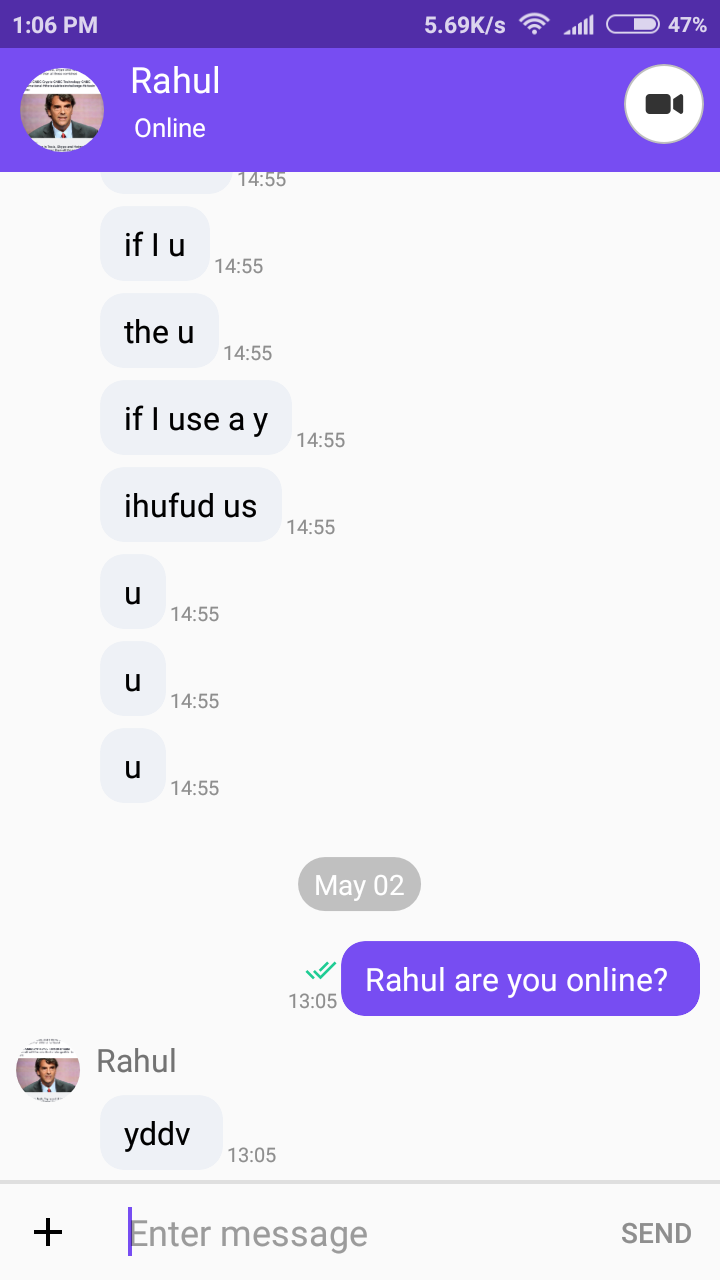 1:06 PM 5.69K/s 47%
Rahul
Online
14:55
if I u 14:55
the u 14:55
if I use a y 14:55
ihufud us 14:55
u 14:55
u 14:55
u 14:55
May 02
Rahul are you online?
13:05
Rahul
yddv 13:05
Enter message SEND